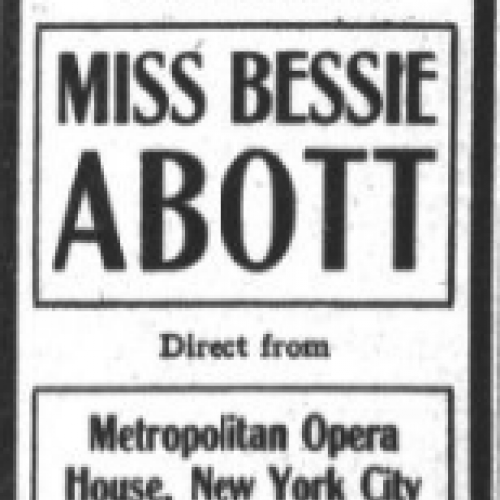 MISS BESSIE
ABOTT
Direct from
Metropolitan Opera
House, New York City